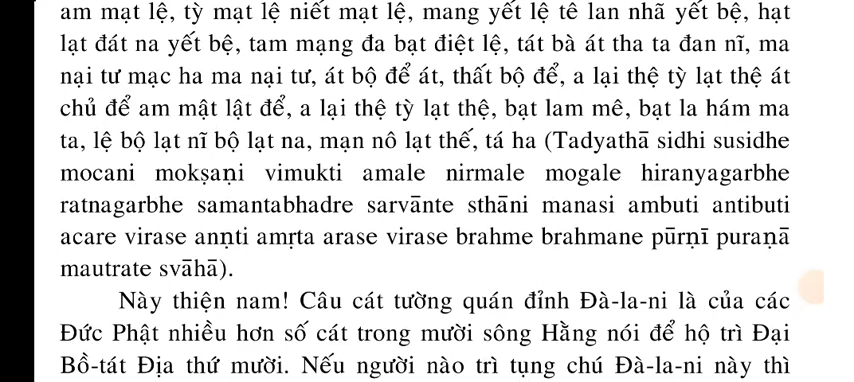 am mạt lệ, tỳ mạt lệ niết mạt lệ, mang yết lệ tê lan nhã yết bệ, hạt
lạt đát na yết bệ, tam mạng đa bạt điệt lệ, tát bà át tha ta đan nĩ, ma
nại tư mạc ha ma nại tư, át bộ để át, thất bộ để, a lại thệ tỳ lạt thệ át
chủ để am mật lật để, a lại thệ tỳ lạt thệ, bạt lam mê, bạt la hám ma
ta, lệ bộ lạt nĩ bộ lạt na, mạn nô lạt thế, tá ha (Tadyathā sidhi susidhe
mocani mokṣaṇi vimukti amale nirmale mogale hiranyagarbhe
ratnagarbhe samantabhadre sarvānte sthāni manasi ambuti antibuti
acare virase anṇti amṛta arase virase brahme brahmane pūrṇī puraṇā
mautrate svāhā).
Này thiện nam! Câu cát tường quán đỉnh Đà-la-ni là của các
Đức Phật nhiều hơn số cát trong mười sông Hằng nói để hộ trì Đại
Bồ-tát Địa thứ mười. Nếu người nào trì tụng chú Đà-la-ni này thì